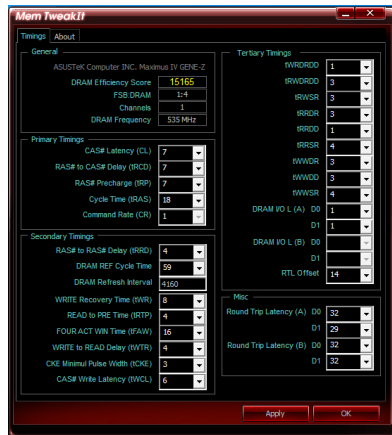 Mem TweakIt
Timings About
General
ASUSTeK Computer INC. Maximus IV GENE-Z
DRAM Efficiency Score 15165
FSB:DRAM 1:4
Channels 1
DRAM Frequency 535 MHz
Primary Timings
CAS# Latency (CL) 7
RAS# to CAS# Delay (tRCD) 7
RAS# Precharge (tRP) 7
Cycle Time (tRAS) 18
Command Rate (CR) 1
Secondary Timings
RAS# to RAS# Delay (tRRD) 4
DRAM REF Cycle Time 59
DRAM Refresh Interval 4160
WRITE Recovery Time (tWR) 8
READ to PRE Time (tRTP) 4
FOUR ACT WIN Time (tFAW) 16
WRITE to READ Delay (tWTR) 4
CKE Minimul Pulse Width (tCKE) 3
CAS# Write Latency (tWCL) 6
Tertiary Timings
tWRDRDD 1
tRWDRDD 3
tRWSR 3
tRRDR 3
tRRDD 1
tRRSR 4
tWWDR 3
tWWDD 3
tWWSR 4
DRAM I/O L (A) D0 1
D1 1
DRAM I/O L (B) D0
D1
RTL Offset 14
Misc
Round Trip Latency (A) D0 32
D1 29
Round Trip Latency (B) D0 32
D1 32
Apply OK